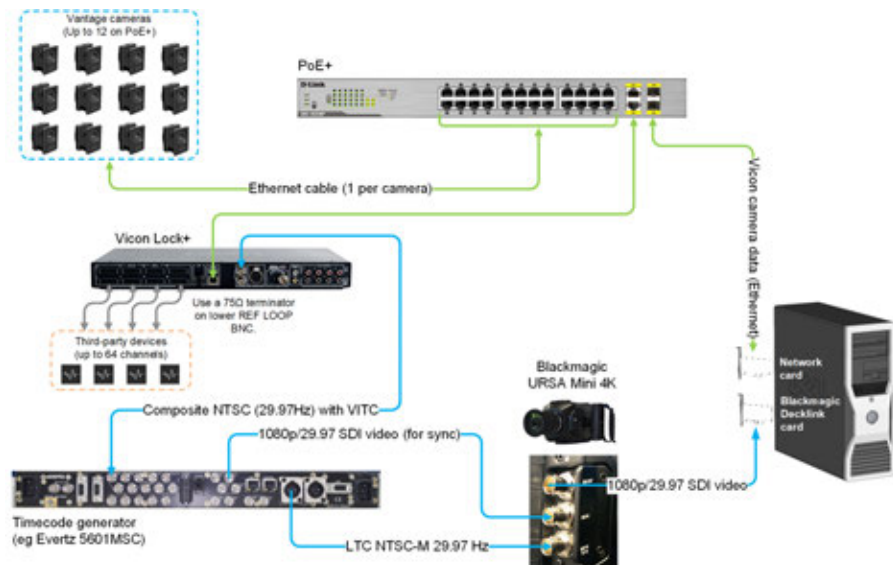 Vantage cameras
(Up to 12 on PoE+)
PoE+
D-Link
Ethernet cable (1 per camera)
Vicon camera data (Ethernet)
Vicon Lock+
Use a 75Ω terminator
on lower REF LOOP
BNC.
Third-party devices
(up to 64 channels)
Blackmagic
URSA Mini 4K
Network
card
Blackmagic
Decklink
card
Composite NTSC (29.97Hz) with VITC
1080p/29.97 SDI video (for sync)
1080p/29.97 SDI video
Timecode generator
(eg Evertz 5601MSC)
LTC NTSC-M 29.97 Hz